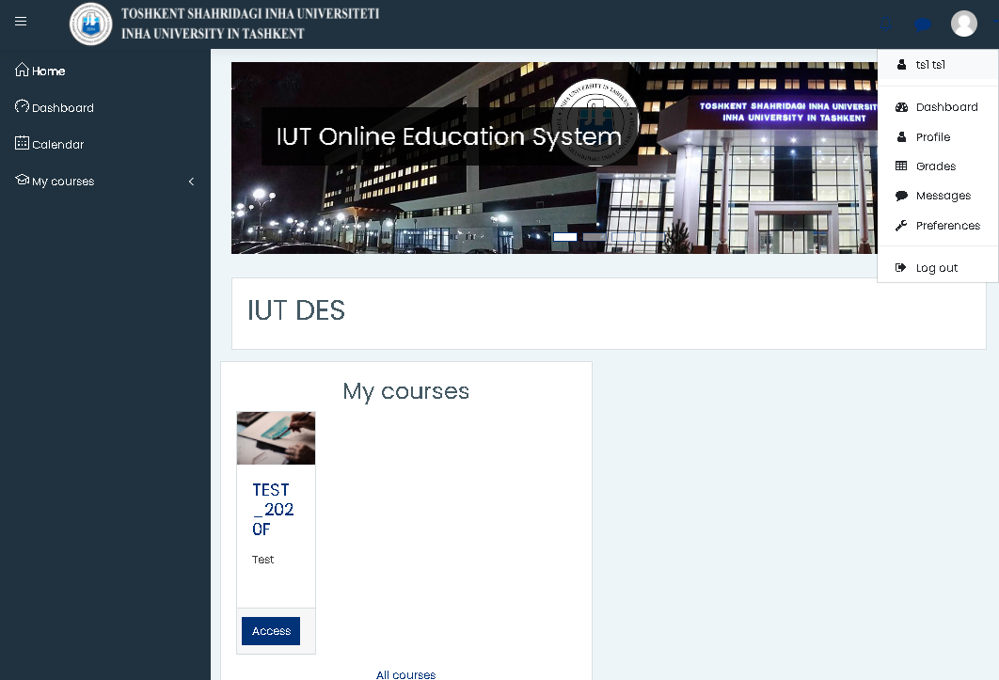 TOSHKENT SHAHRIDAGI INHA UNIVERSITETI
INHA UNIVERSITY IN TASHKENT
Home
Dashboard
Calendar
My courses
IUT Online Education System
TOSHKENT SHAHRIDAGI INHA UNIVERSIT
INHA UNIVERSITY IN TASHKENT
ts1 ts1
Dashboard
Profile
Grades
Messages
Preferences
Log out
IUT DES
My courses
TEST
_202
0F
Test
Access
All courses